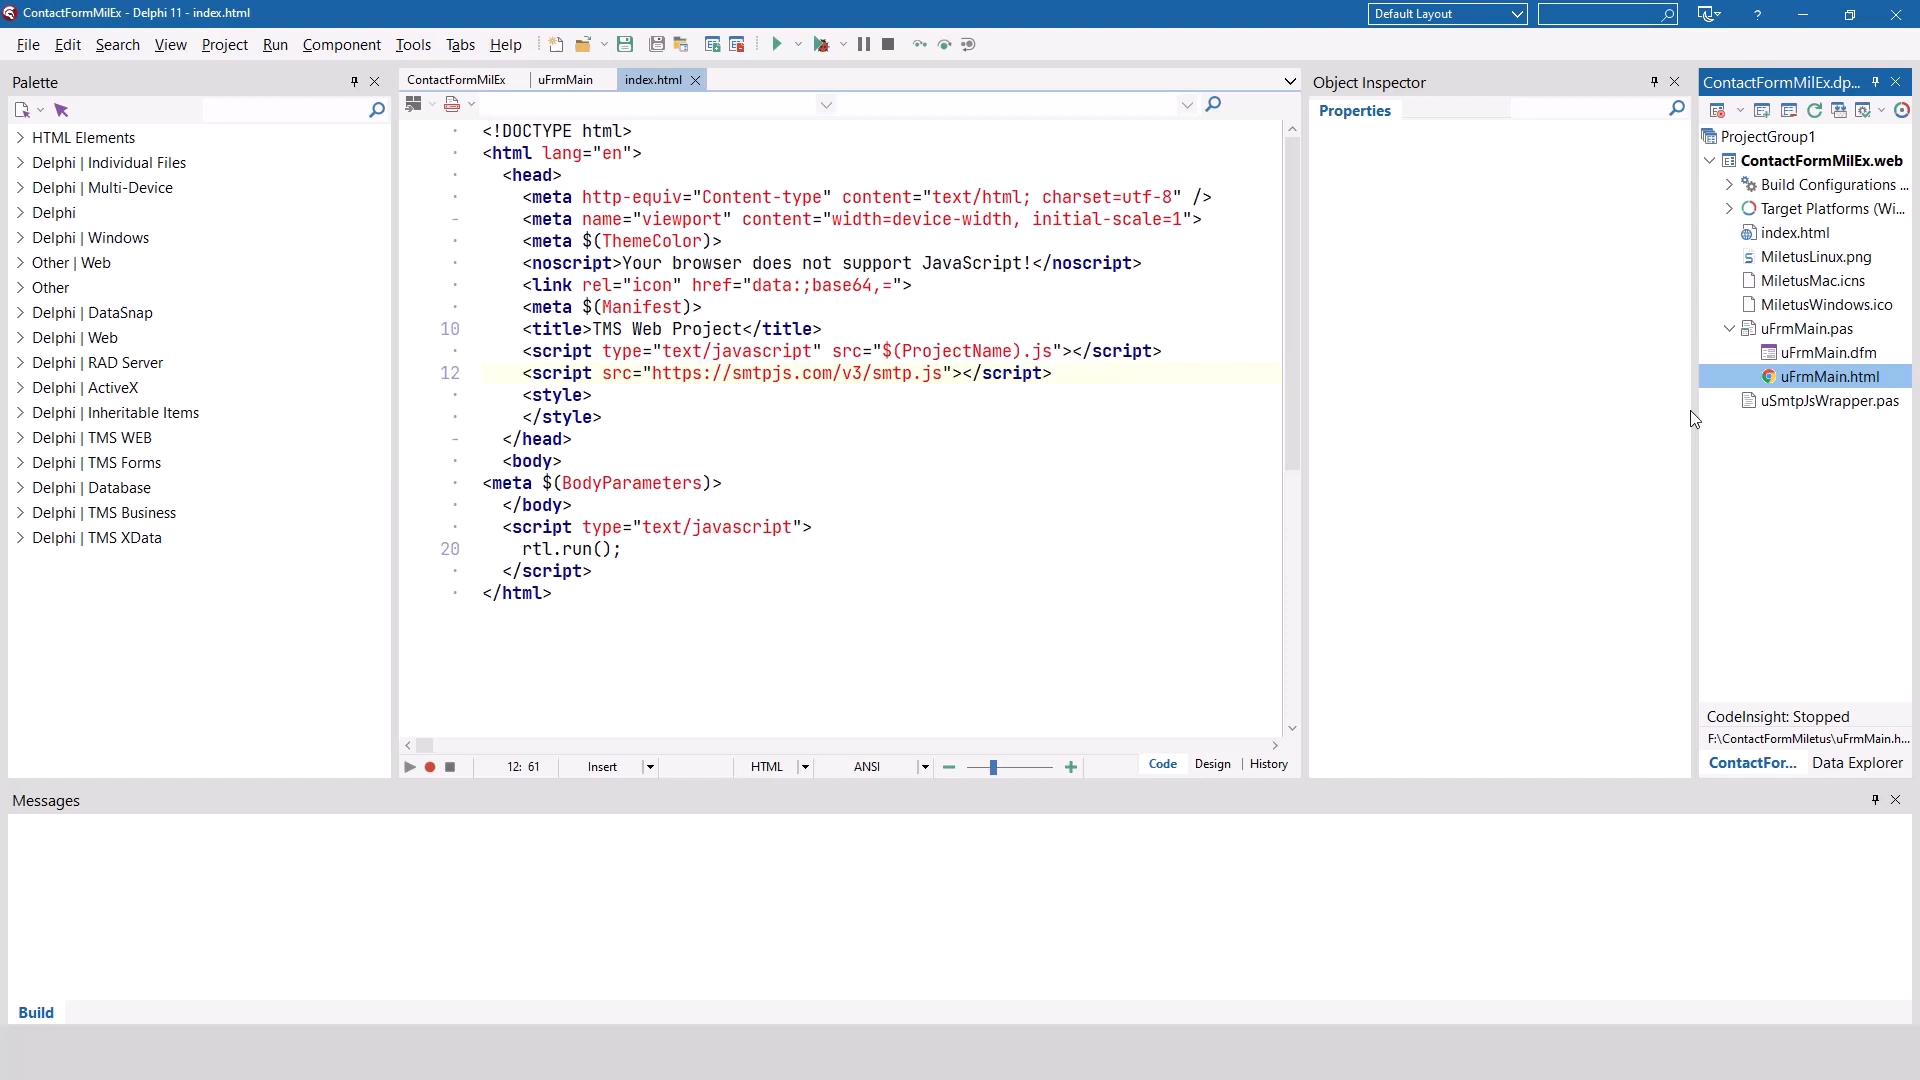 ContactFormMilEx - Delphi 11 - index.html
Default Layout
?
File Edit Search View Project Run Component Tools Tabs Help
Palette
HTML Elements
Delphi | Individual Files
Delphi | Multi-Device
Delphi
Delphi | Windows
Other | Web
Other
Delphi | DataSnap
Delphi | Web
Delphi | RAD Server
Delphi | ActiveX
Delphi | Inheritable Items
Delphi | TMS WEB
Delphi | TMS Forms
Delphi | Database
Delphi | TMS Business
Delphi | TMS XData
ContactFormMilEx uFrmMain index.html
<!DOCTYPE html>
<html lang="en">
<head>
<meta http-equiv="Content-type" content="text/html; charset=utf-8" />
<meta name="viewport" content="width=device-width, initial-scale=1">
<meta $(ThemeColor)>
<noscript>Your browser does not support JavaScript!</noscript>
<link rel="icon" href="data:;base64,=">
<meta $(Manifest)>
10 <title>TMS Web Project</title>
<script type="text/javascript" src="$(ProjectName).js"></script>
12 <script src="https://smtpjs.com/v3/smtp.js"></script>
<style>
</style>
</head>
<body>
<meta $(BodyParameters)>
</body>
<script type="text/javascript">
20 rtl.run();
</script>
</html>
12: 61 Insert HTML ANSI Code Design History
Object Inspector
Properties
ContactFormMilEx.dp...
ProjectGroup1
ContactFormMilEx.web
Build Configurations ...
Target Platforms (Wi...
index.html
MiletusLinux.png
MiletusMac.icns
MiletusWindows.ico
uFrmMain.pas
uFrmMain.dfm
uFrmMain.html
uSmtpJsWrapper.pas
CodeInsight: Stopped
F:\ContactFormMiletus\uFrmMain.h...
ContactFor... Data Explorer
Messages
Build